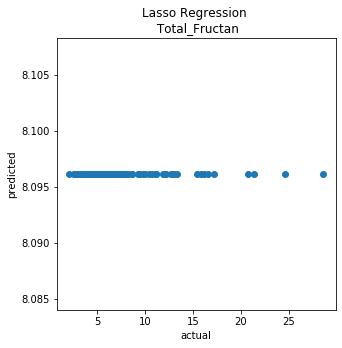 Lasso Regression
Total_Fructan
8.105
8.100
8.095
8.090
8.085
predicted
5
10
15
20
25
actual